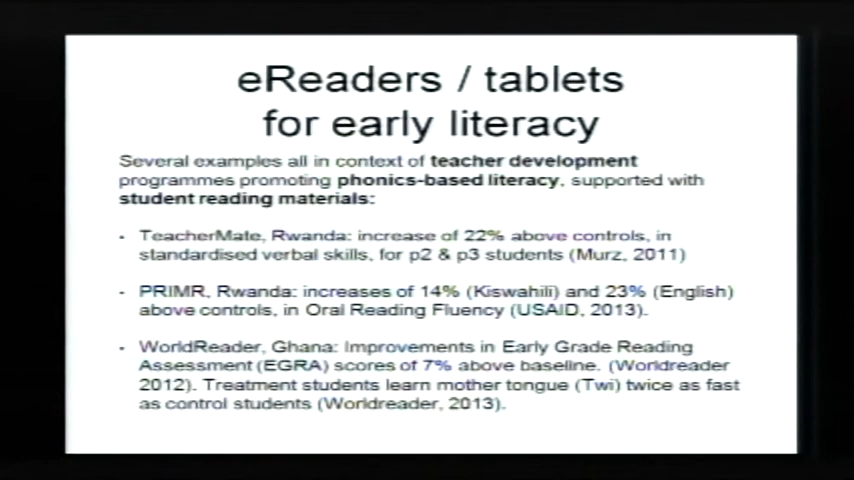 eReaders / tablets
for early literacy
Several examples all in context of teacher development
programmes promoting phonics-based literacy, supported with
student reading materials:
- TeacherMate, Rwanda: increase of 22% above controls, in
standardised verbal skills, for p2 & p3 students (Murz, 2011)
- PRIMR, Rwanda: increases of 14% (Kiswahili) and 23% (English)
above controls, in Oral Reading Fluency (USAID, 2013).
- WorldReader, Ghana: Improvements in Early Grade Reading
Assessment (EGRA) scores of 7% above baseline. (Worldreader
2012). Treatment students learn mother tongue (Twi) twice as fast
as control students (Worldreader, 2013).